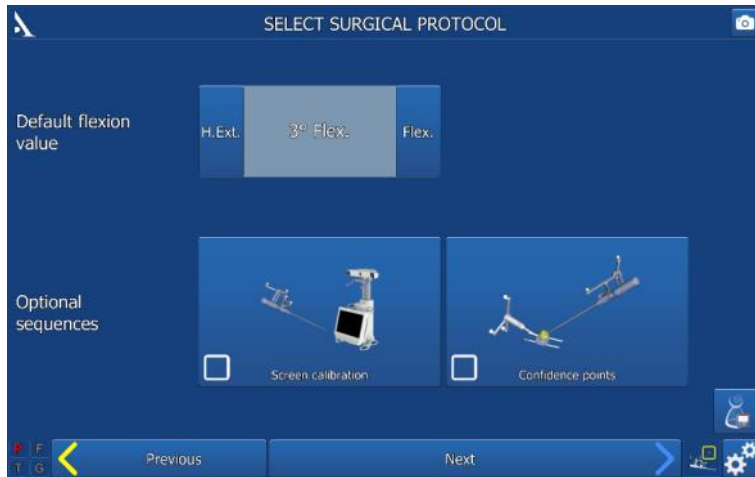 SELECT SURGICAL PROTOCOL
Default flexion
value
H.Ext.
3° Flex.
Flex.
Optional
sequences
Screen calibration
Confidence points
P F
T G
Previous
Next